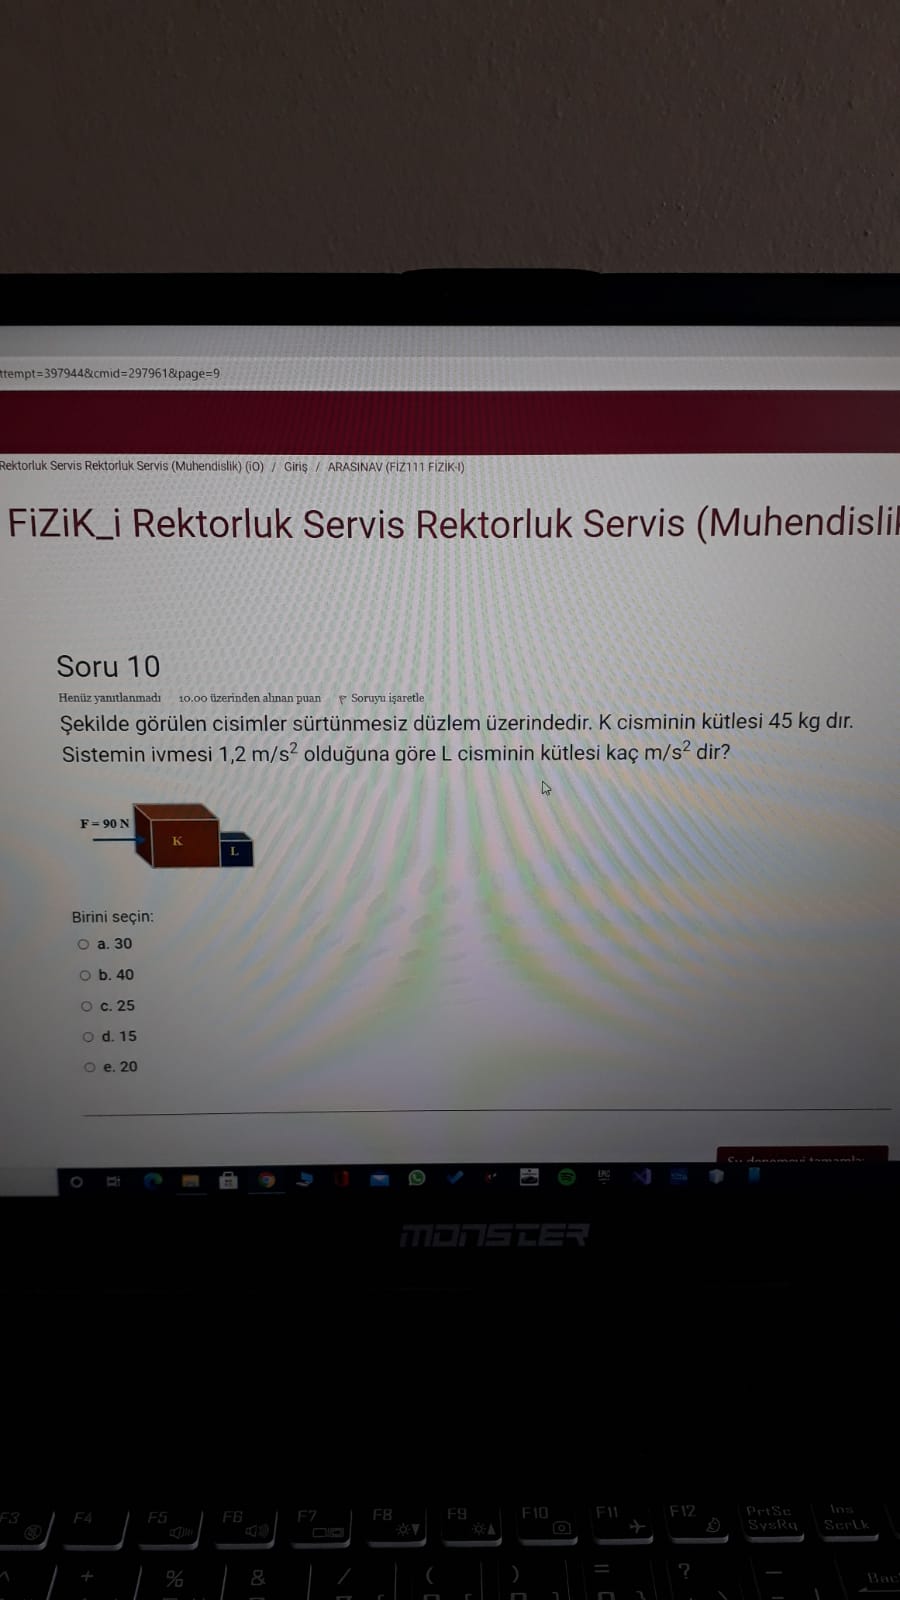 ttempt=397944&cmid=297961&page=9
Rektorluk Servis Rektorluk Servis (Muhendislik) (iO) / Giriş / ARASINAV (FİZ111 FİZİK-I)
FiZiK_i Rektorluk Servis Rektorluk Servis (Muhendislik
Soru 10
Henüz yanıtlanmadı 10.00 üzerinden alınan puan Soruyu işaretle
Şekilde görülen cisimler sürtünmesiz düzlem üzerindedir. K cisminin kütlesi 45 kg dır.
Sistemin ivmesi 1,2 m/s² olduğuna göre L cisminin kütlesi kaç m/s² dir?
F = 90 N
K
L
Birini seçin:
a. 30
b. 40
c. 25
d. 15
e. 20
MONSTER
F3 F4 F5 F6 F7 F8 F9 F10 F11 F12 PrtSc Ins
SysRq ScrLk
^ + % & / ( ) = ? _ Bac